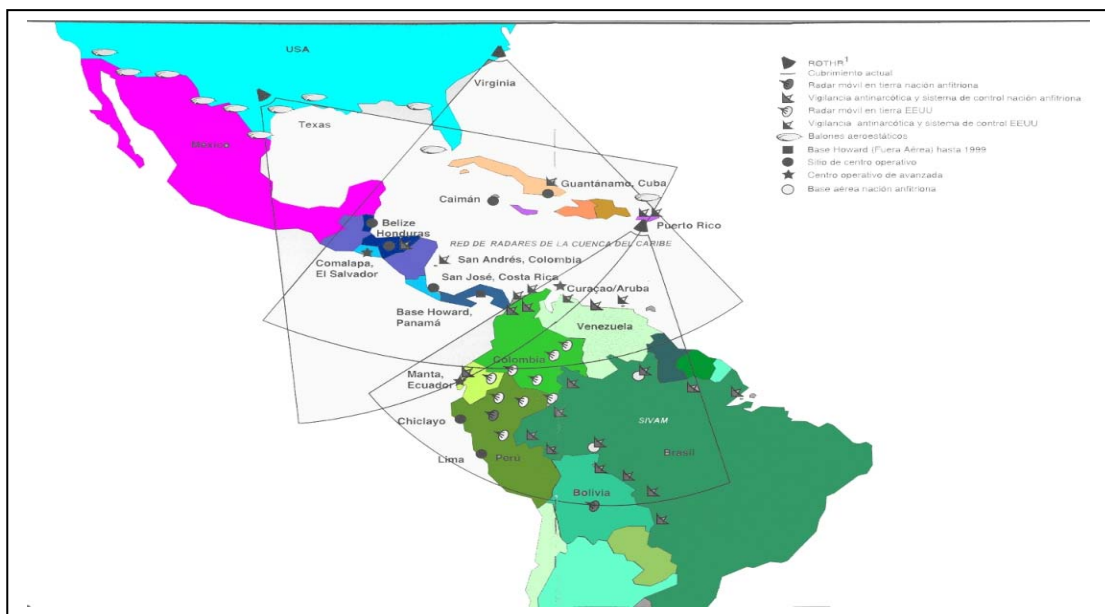 USA
Virginia
Texas
México
Guantánamo, Cuba
Caimán
Puerto Rico
Belize
Honduras
RED DE RADARES DE LA CUENCA DEL CARIBE
Comalapa,
El Salvador
San Andrés, Colombia
San José, Costa Rica
Curaçao/Aruba
Base Howard,
Panamá
Venezuela
Colombia
Manta,
Ecuador
Chiclayo
SIVAM
Lima
Perú
Brasil
Bolivia
ROTHR1
Cubrimiento actual
Radar móvil en tierra nación anfitriona
Vigilancia antinarcótica y sistema de control nación anfitriona
Radar móvil en tierra EEUU
Vigilancia antinarcótica y sistema de control EEUU
Balones aeroestáticos
Base Howard (Fuera Aérea) hasta 1999
Sitio de centro operativo
Centro operativo de avanzada
Base aérea nación anfitriona